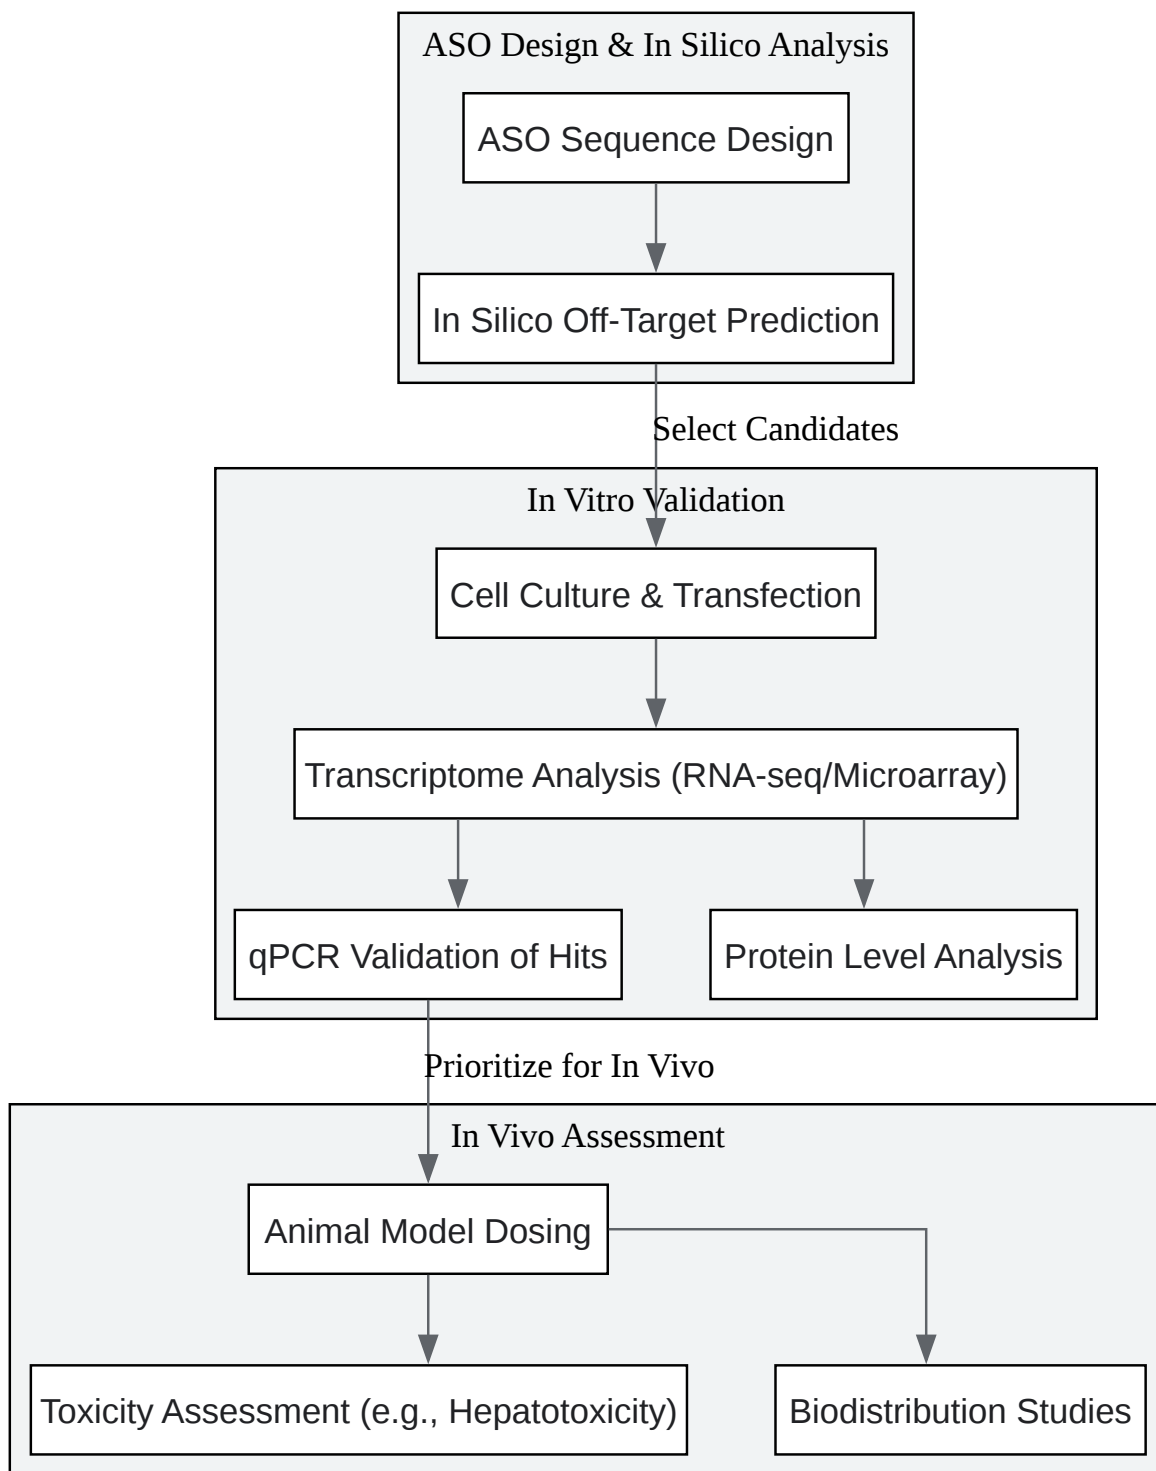 ASO Design & In Silico Analysis
ASO Sequence Design
In Silico Off-Target Prediction
Select Candidates
In Vitro Validation
Cell Culture & Transfection
Transcriptome Analysis (RNA-seq/Microarray)
qPCR Validation of Hits
Protein Level Analysis
Prioritize for In Vivo
In Vivo Assessment
Animal Model Dosing
Toxicity Assessment (e.g., Hepatotoxicity)
Biodistribution Studies